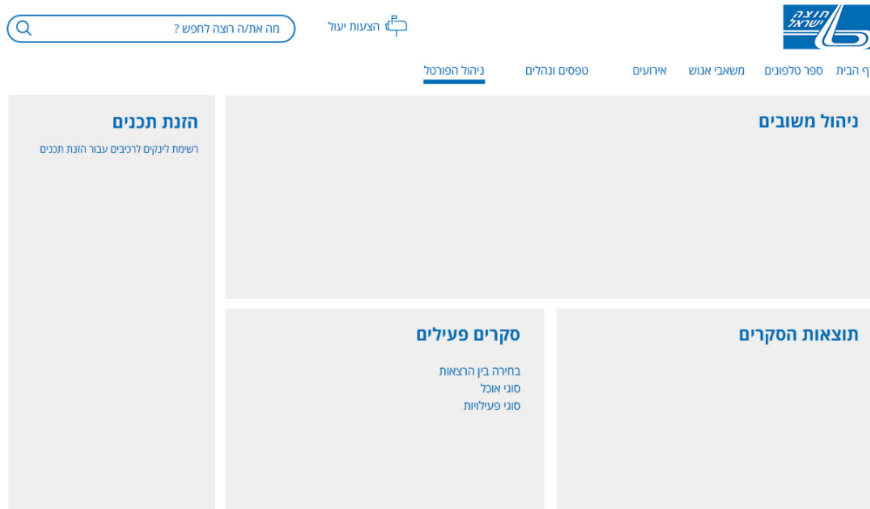 חוצה
ישראל
הצעות יעול
מה את/ה רוצה לחפש ?
דף הבית
ספר טלפונים
משאבי אנוש
אירועים
טפסים ונהלים
ניהול הפורטל
ניהול משובים
הזנת תכנים
רשימת לינקים לרכיבים עבור הזנת תכנים
תוצאות הסקרים
סקרים פעילים
בחירה בין הרצאות
סוגי אוכל
סוגי פעילויות